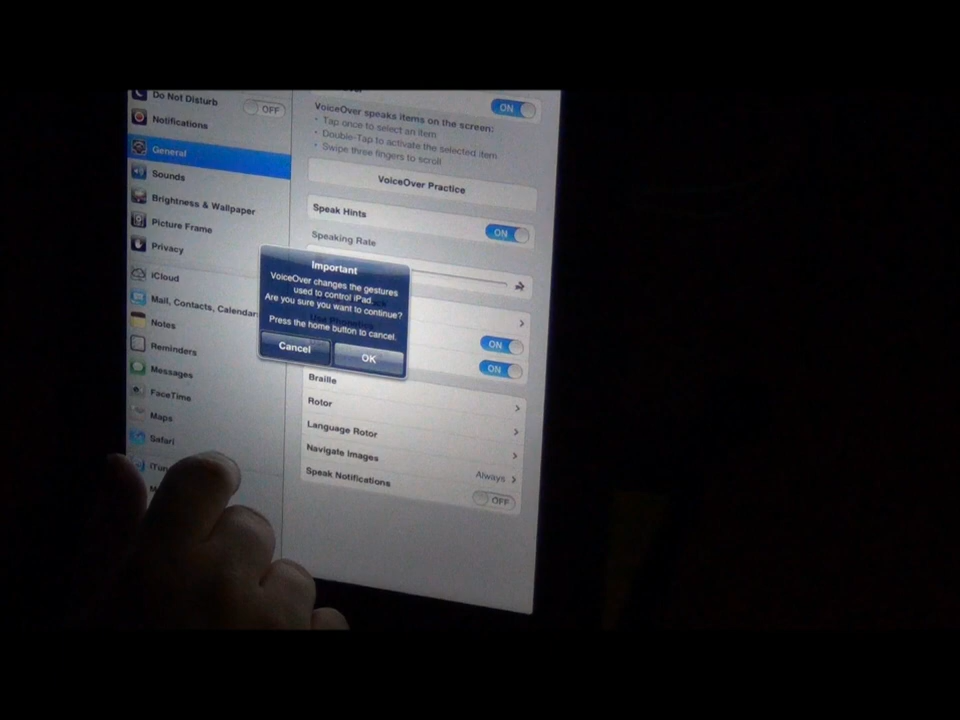 Do Not Disturb
OFF
Notifications
General
Sounds
Brightness & Wallpaper
Picture Frame
Privacy
iCloud
Mail, Contacts, Calendar
Notes
Reminders
Messages
FaceTime
Maps
Safari
ON
VoiceOver speaks items on the screen:
• Tap once to select an item
• Double-Tap to activate the selected item
• Swipe three fingers to scroll
VoiceOver Practice
Speak Hints
ON
Speaking Rate
Important
VoiceOver changes the gestures
used to control iPad.
Are you sure you want to continue?
Press the home button to cancel.
Cancel
OK
ON
ON
Braille
Rotor
Language Rotor
Navigate Images
Always
Speak Notifications
OFF